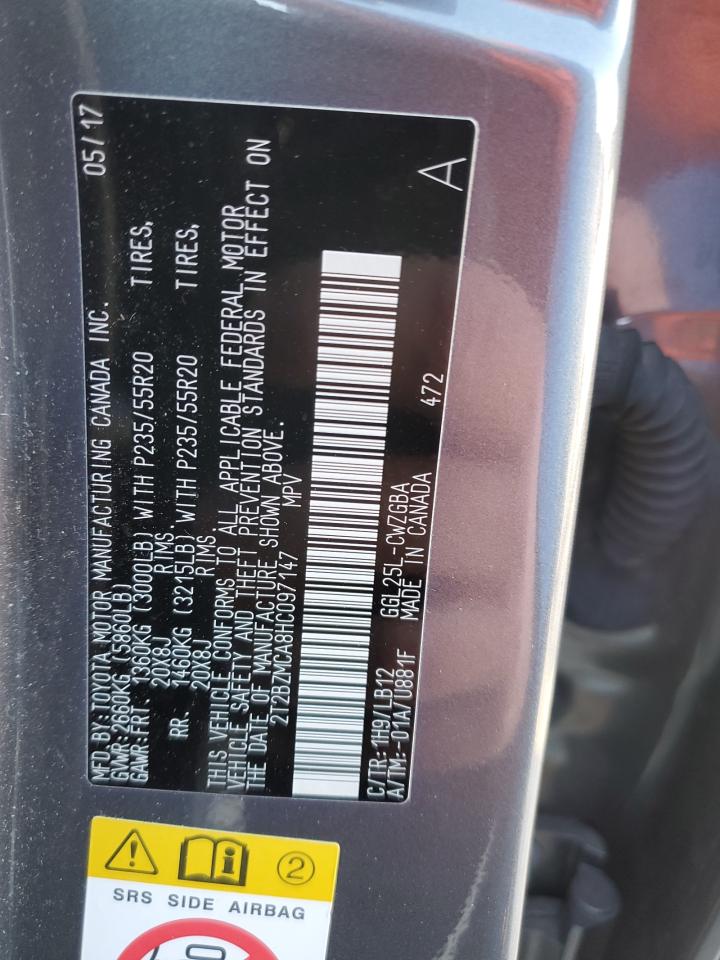 MFD.BY:TOYOTA MOTOR MANUFACTURING CANADA INC. 05/17
GVWR:2660KG (5860LB)
GAWR:FRT. 1360KG (3000LB) WITH P235/55R20 TIRES,
20X8J RIMS
RR. 1460KG (3215LB) WITH P235/55R20 TIRES,
20X8J RIMS
THIS VEHICLE CONFORMS TO ALL APPLICABLE FEDERAL MOTOR
VEHICLE SAFETY AND THEFT PREVENTION STANDARDS IN EFFECT ON
THE DATE OF MANUFACTURE SHOWN ABOVE.
2T2BZMCA8HC097147 MPV
C/TR:1H9/LB12 GGL25L-CWZGBA
A/TM:-01A/U881F MADE IN CANADA 472
A
2
SRS SIDE AIRBAG